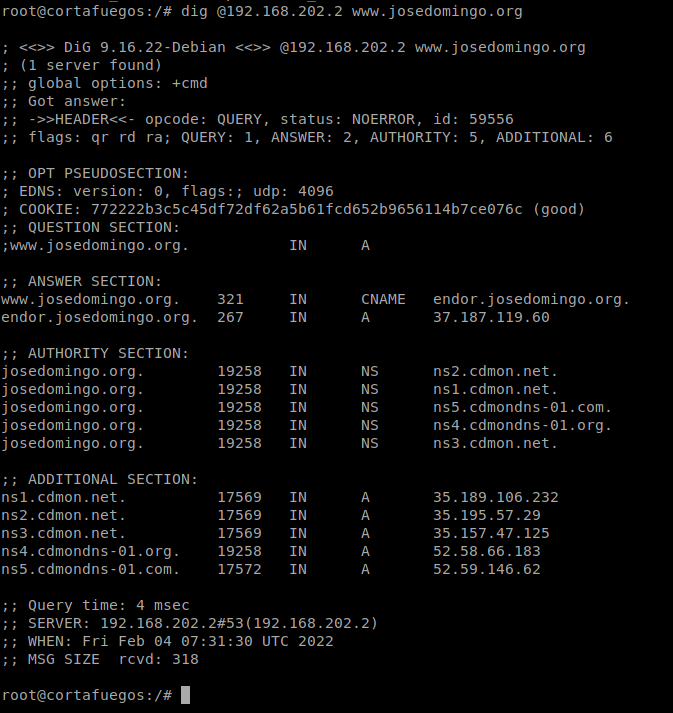 root@cortafuegos:/# dig @192.168.202.2 www.josedomingo.org
; <<>> DiG 9.16.22-Debian <<>> @192.168.202.2 www.josedomingo.org
; (1 server found)
;; global options: +cmd
;; Got answer:
;; ->>HEADER<<- opcode: QUERY, status: NOERROR, id: 59556
;; flags: qr rd ra; QUERY: 1, ANSWER: 2, AUTHORITY: 5, ADDITIONAL: 6
;; OPT PSEUDOSECTION:
; EDNS: version: 0, flags:; udp: 4096
; COOKIE: 772222b3c5c45df72df62a5b61fcd652b9656114b7ce076c (good)
;; QUESTION SECTION:
;www.josedomingo.org. IN A
;; ANSWER SECTION:
www.josedomingo.org. 321 IN CNAME endor.josedomingo.org.
endor.josedomingo.org. 267 IN A 37.187.119.60
;; AUTHORITY SECTION:
josedomingo.org. 19258 IN NS ns2.cdmon.net.
josedomingo.org. 19258 IN NS ns1.cdmon.net.
josedomingo.org. 19258 IN NS ns5.cdmondns-01.com.
josedomingo.org. 19258 IN NS ns4.cdmondns-01.org.
josedomingo.org. 19258 IN NS ns3.cdmon.net.
;; ADDITIONAL SECTION:
ns1.cdmon.net. 17569 IN A 35.189.106.232
ns2.cdmon.net. 17569 IN A 35.195.57.29
ns3.cdmon.net. 17569 IN A 35.157.47.125
ns4.cdmondns-01.org. 19258 IN A 52.58.66.183
ns5.cdmondns-01.com. 17572 IN A 52.59.146.62
;; Query time: 4 msec
;; SERVER: 192.168.202.2#53(192.168.202.2)
;; WHEN: Fri Feb 04 07:31:30 UTC 2022
;; MSG SIZE  rcvd: 318
root@cortafuegos:/#